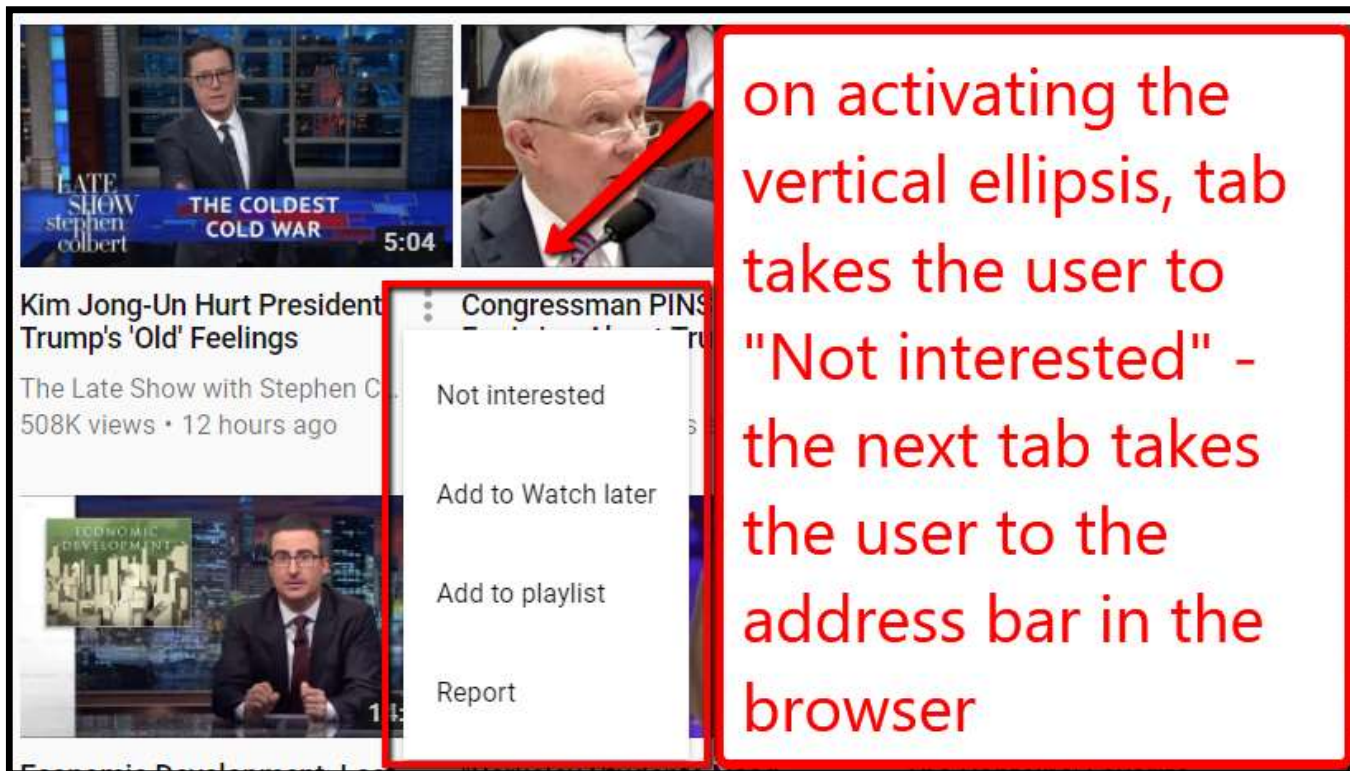 LATE
SHOW
stephen
colbert
THE COLDEST
COLD WAR
5:04
Kim Jong-Un Hurt President
Trump's 'Old' Feelings
The Late Show with Stephen C...
508K views • 12 hours ago
Congressman PINS
Not interested
Add to Watch later
Add to playlist
Report
ECONOMIC
DEVELOPMENT
on activating the
vertical ellipsis, tab
takes the user to
"Not interested" -
the next tab takes
the user to the
address bar in the
browser